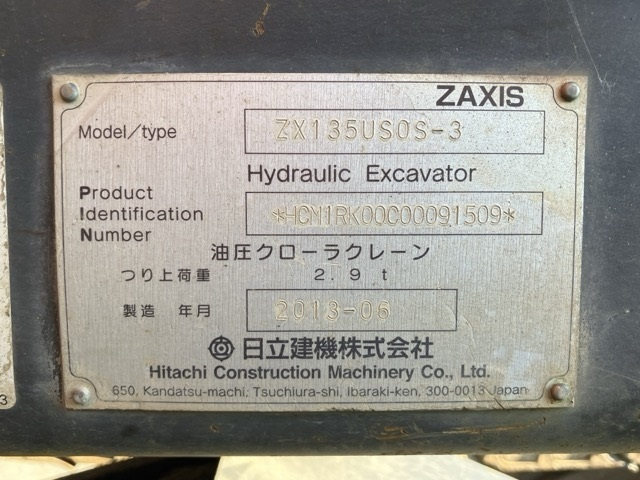 ZAXIS
Model/type ZX135USOS-3
Hydraulic Excavator
Product
Identification *HCM1RK00C00091509*
Number
油圧クローラクレーン
つり上荷重 2.9 t
製造 年月 2013-06
日立建機株式会社
Hitachi Construction Machinery Co., Ltd.
650, Kandatsu-machi, Tsuchiura-shi, Ibaraki-ken, 300-0013 Japan
3